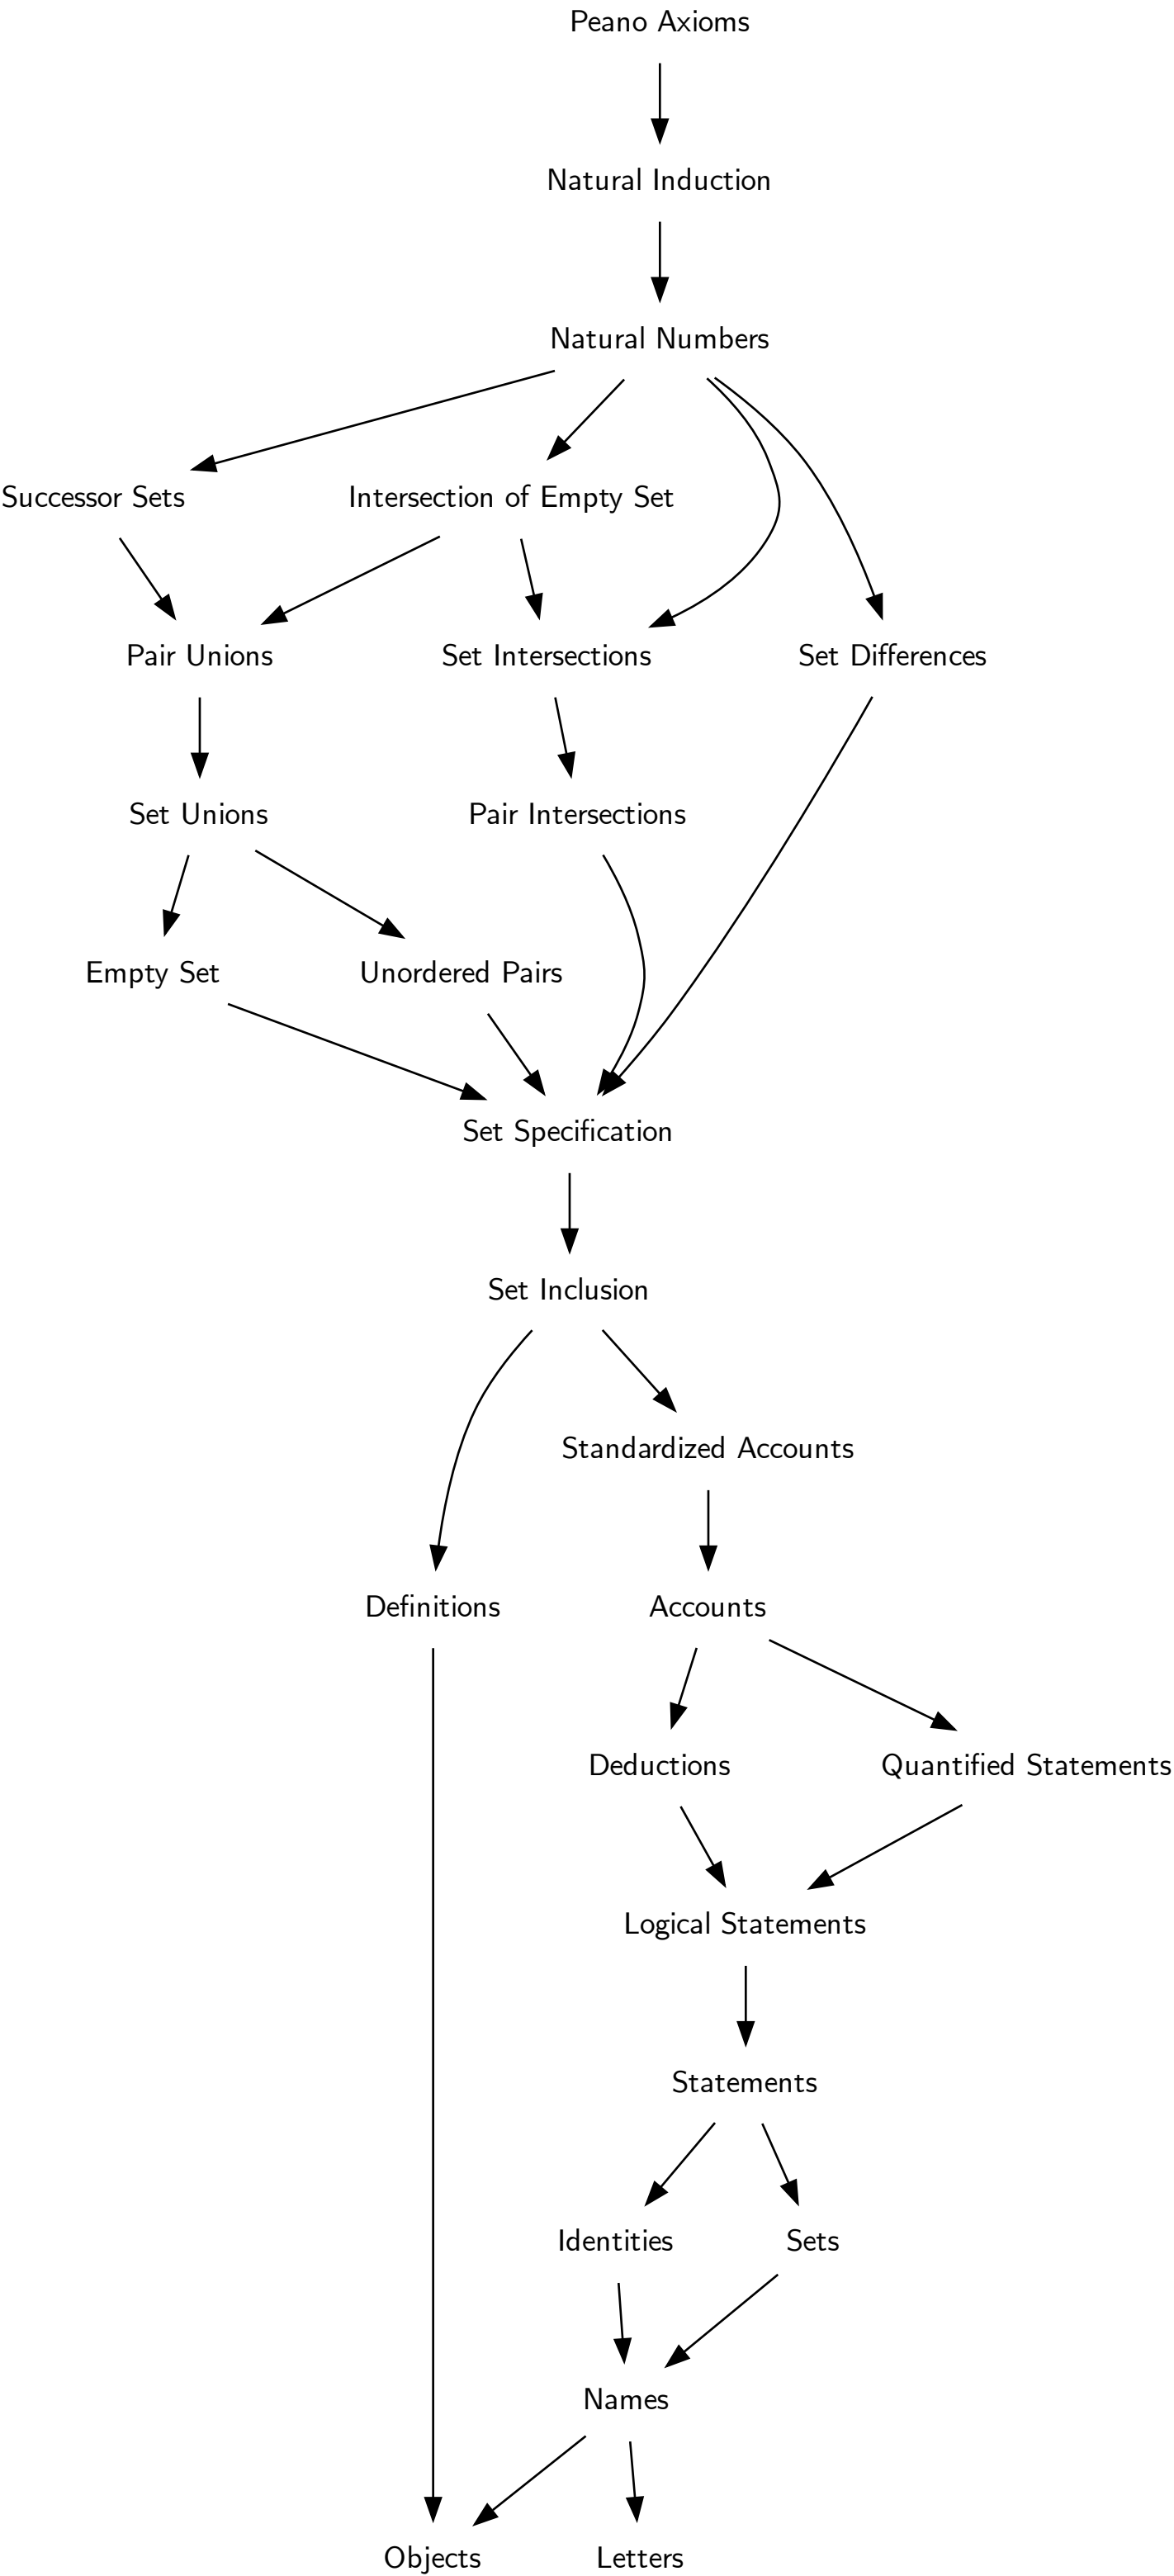 Peano Axioms
Natural Induction
Natural Numbers
Successor Sets
Intersection of Empty Set
Pair Unions
Set Intersections
Set Differences
Set Unions
Pair Intersections
Empty Set
Unordered Pairs
Set Specification
Set Inclusion
Standardized Accounts
Definitions
Accounts
Deductions
Quantified Statements
Logical Statements
Statements
Identities
Sets
Names
Objects
Letters